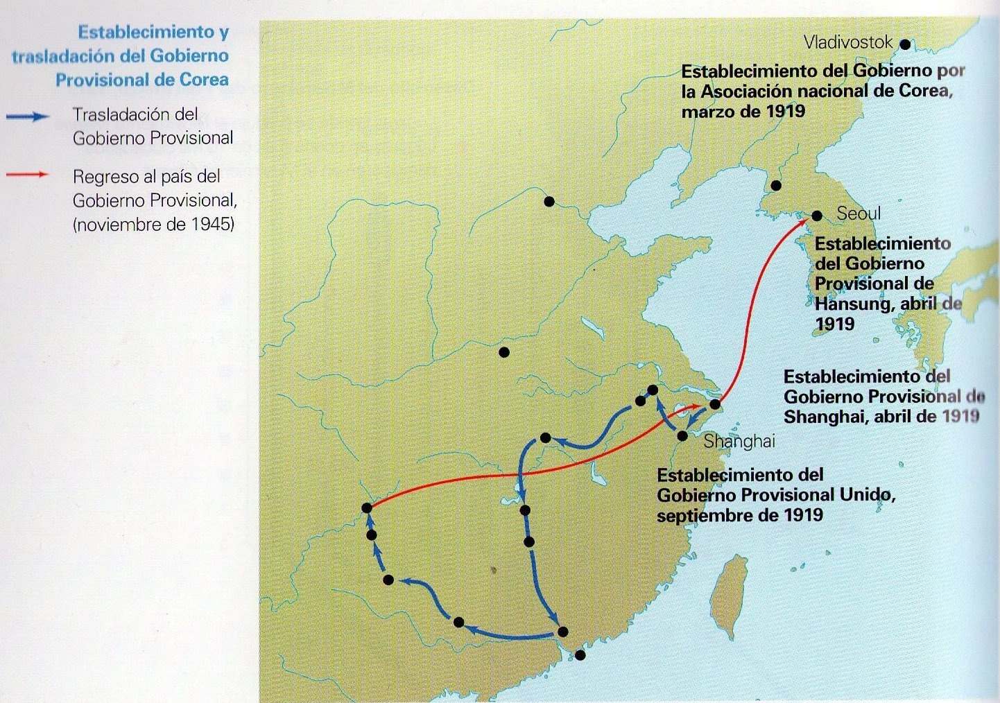 Establecimiento y
trasladación del Gobierno
Provisional de Corea
Trasladación del
Gobierno Provisional
Regreso al país del
Gobierno Provisional,
(noviembre de 1945)
Vladivostok
Establecimiento del Gobierno por
la Asociación nacional de Corea,
marzo de 1919
Seoul
Establecimiento
del Gobierno
Provisional de
Hansung, abril de
1919
Establecimiento del
Gobierno Provisional de
Shanghai, abril de 1919
Shanghai
Establecimiento del
Gobierno Provisional Unido,
septiembre de 1919